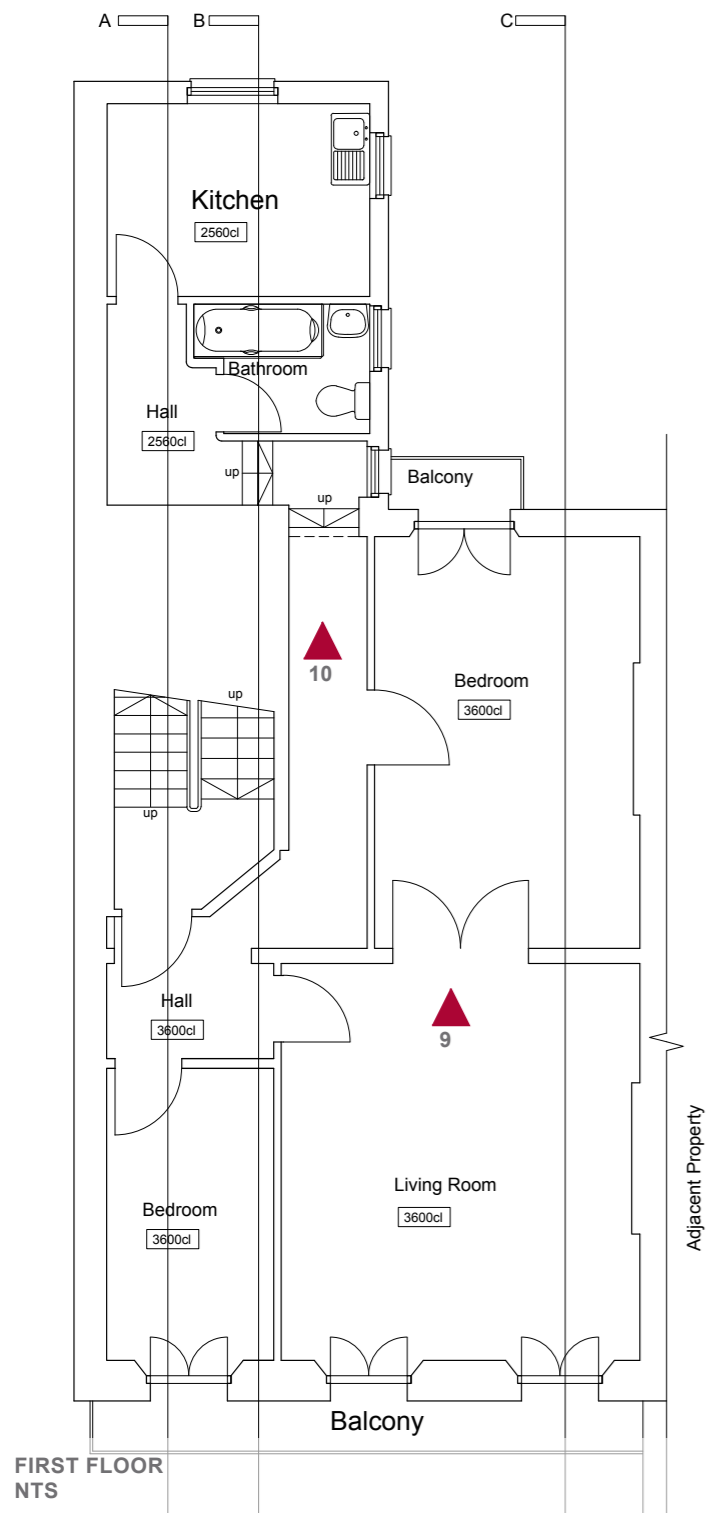 A
B
C
Kitchen
2560cl
Bathroom
Hall
2560cl
up
up
Balcony
10
Bedroom
3600cl
up
up
Hall
3600cl
9
Living Room
3600cl
Bedroom
3600cl
Adjacent Property
Balcony
FIRST FLOOR
NTS